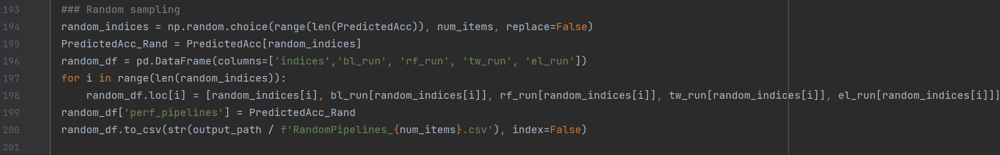 193 ### Random sampling
194 random_indices = np.random.choice(range(len(PredictedAcc)), num_items, replace=False)
195 PredictedAcc_Rand = PredictedAcc[random_indices]
196 random_df = pd.DataFrame(columns=['indices','bl_run', 'rf_run', 'tw_run', 'el_run'])
197 for i in range(len(random_indices)):
198     random_df.loc[i] = [random_indices[i], bl_run[random_indices[i]], rf_run[random_indices[i]], tw_run[random_indices[i]], el_run[random_indices[i]]]
199 random_df['perf_pipelines'] = PredictedAcc_Rand
200 random_df.to_csv(str(output_path / f'RandomPipelines_{num_items}.csv'), index=False)
201